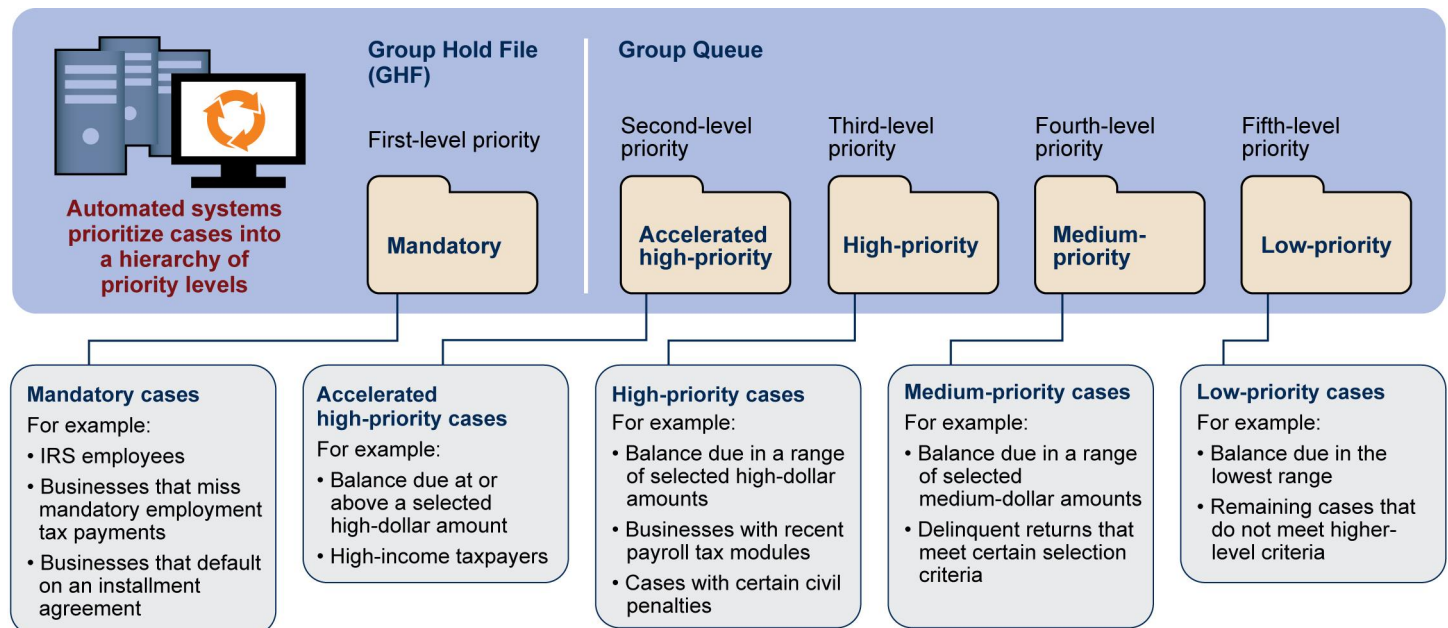 Automated systems
prioritize cases into
a hierarchy of
priority levels
Group Hold File
(GHF)
First-level priority
Mandatory
Group Queue
Second-level
priority
Accelerated
high-priority
Third-level
priority
High-priority
Fourth-level
priority
Medium-
priority
Fifth-level
priority
Low-priority
Mandatory cases
For example:
• IRS employees
• Businesses that miss
mandatory employment
tax payments
• Businesses that default
on an installment
agreement
Accelerated
high-priority cases
For example:
• Balance due at or
above a selected
high-dollar amount
• High-income taxpayers
High-priority cases
For example:
• Balance due in a range
of selected high-dollar
amounts
• Businesses with recent
payroll tax modules
• Cases with certain civil
penalties
Medium-priority cases
For example:
• Balance due in a range
of selected
medium-dollar amounts
• Delinquent returns that
meet certain selection
criteria
Low-priority cases
For example:
• Balance due in the
lowest range
• Remaining cases that
do not meet higher-
level criteria